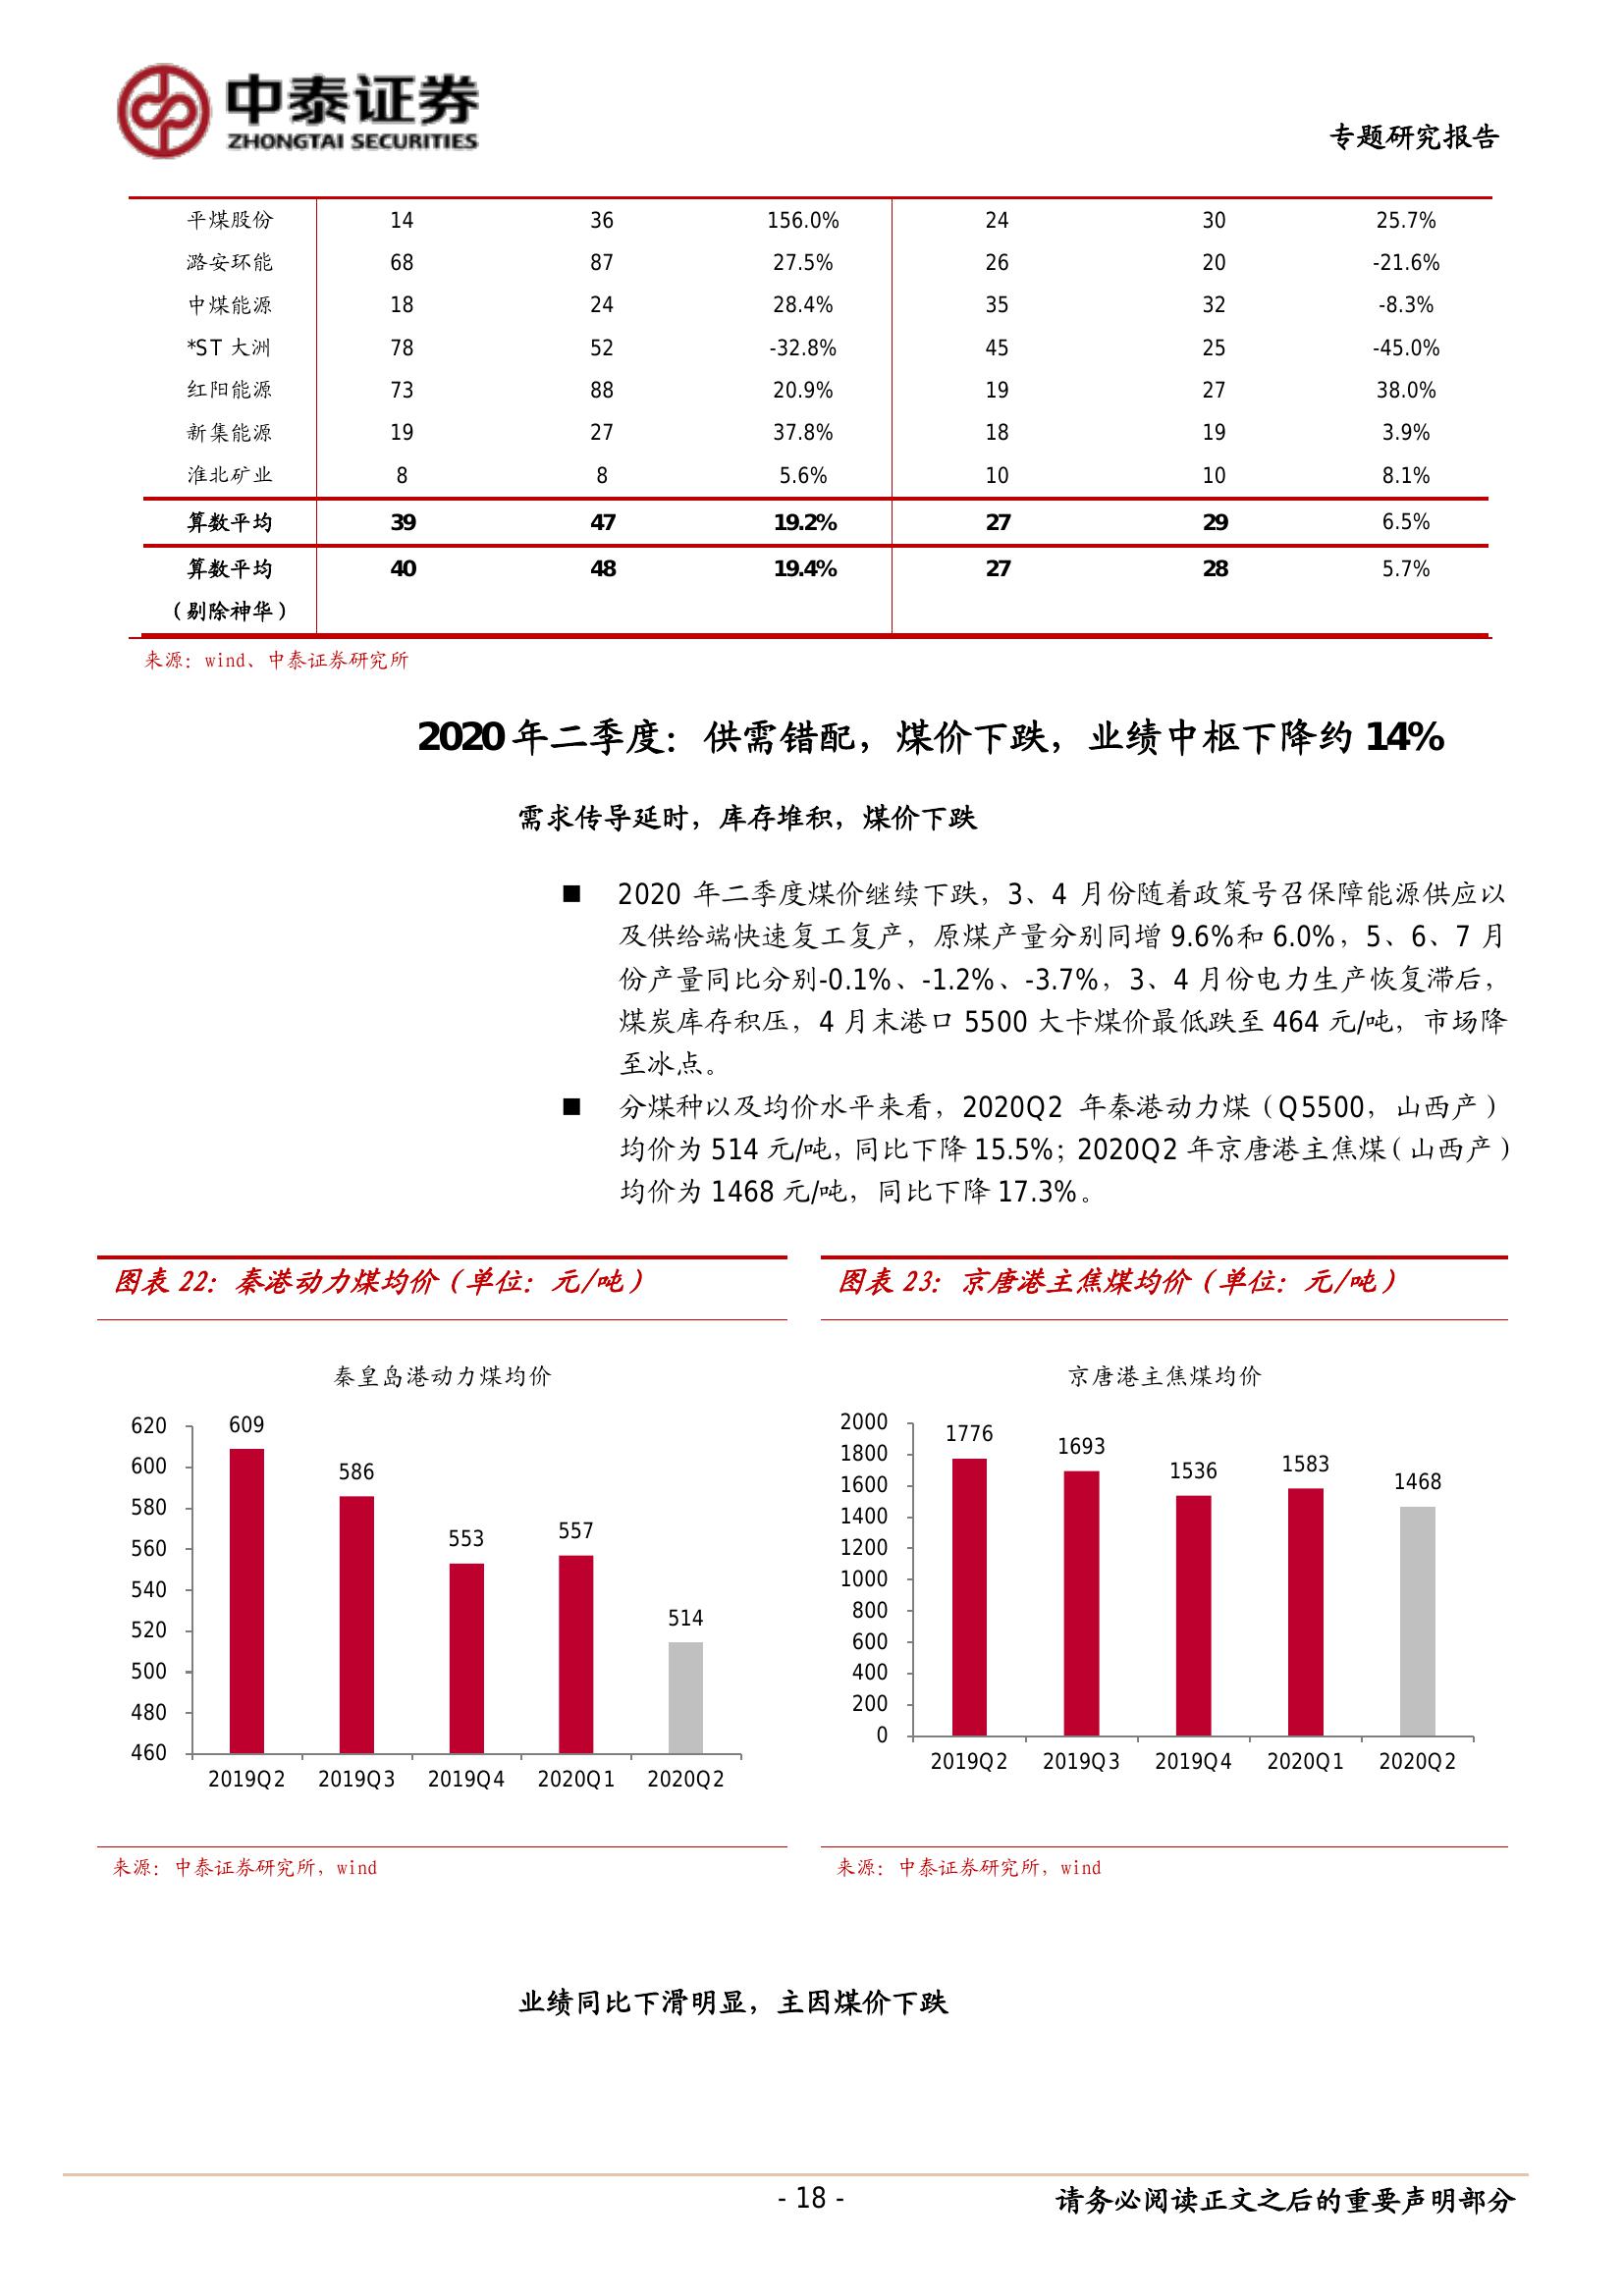 中泰证券
ZHONGTAI SECURITIES
专题研究报告
平煤股份 14 36 156.0% 24 30 25.7%
潞安环能 68 87 27.5% 26 20 -21.6%
中煤能源 18 24 28.4% 35 32 -8.3%
*ST 大洲 78 52 -32.8% 45 25 -45.0%
红阳能源 73 88 20.9% 19 27 38.0%
新集能源 19 27 37.8% 18 19 3.9%
淮北矿业 8 8 5.6% 10 10 8.1%
算数平均 39 47 19.2% 27 29 6.5%
算数平均 40 48 19.4% 27 28 5.7%
（剔除神华）
来源：wind、中泰证券研究所
2020 年二季度：供需错配，煤价下跌，业绩中枢下降约 14%
需求传导延时，库存堆积，煤价下跌
■ 2020 年二季度煤价继续下跌，3、4 月份随着政策号召保障能源供应以
及供给端快速复工复产，原煤产量分别同增 9.6%和 6.0%，5、6、7 月
份产量同比分别-0.1%、-1.2%、-3.7%，3、4 月份电力生产恢复滞后，
煤炭库存积压，4 月末港口 5500 大卡煤价最低跌至 464 元/吨，市场降
至冰点。
■ 分煤种以及均价水平来看，2020Q2 年秦港动力煤（Q5500，山西产）
均价为 514 元/吨，同比下降 15.5%；2020Q2 年京唐港主焦煤（山西产）
均价为 1468 元/吨，同比下降 17.3%。
图表 22：秦港动力煤均价（单位：元/吨）
秦皇岛港动力煤均价
620
600
580
560
540
520
500
480
460
609
586
553
557
514
2019Q2 2019Q3 2019Q4 2020Q1 2020Q2
来源：中泰证券研究所，wind
图表 23：京唐港主焦煤均价（单位：元/吨）
京唐港主焦煤均价
2000
1800
1600
1400
1200
1000
800
600
400
200
0
1776
1693
1536
1583
1468
2019Q2 2019Q3 2019Q4 2020Q1 2020Q2
来源：中泰证券研究所，wind
业绩同比下滑明显，主因煤价下跌
- 18 -
请务必阅读正文之后的重要声明部分